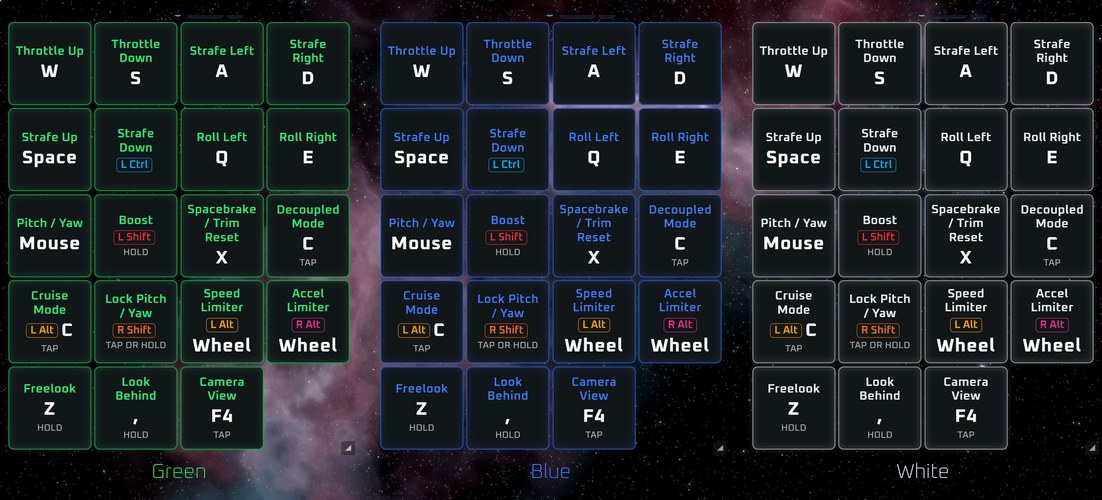 Throttle Up
W
Throttle
Down
S
Strafe Left
A
Strafe
Right
D
Strafe Up
Space
Strafe
Down
L Ctrl
Roll Left
Q
Roll Right
E
Pitch / Yaw
Mouse
Boost
L Shift
HOLD
Spacebrake
/ Trim
Reset
X
Decoupled
Mode
C
TAP
Cruise
Mode
L Alt C
TAP
Lock Pitch
/ Yaw
R Shift
TAP OR HOLD
Speed
Limiter
L Alt
Wheel
Accel
Limiter
R Alt
Wheel
Freelook
Z
HOLD
Look
Behind
,
HOLD
Camera
View
F4
TAP
Green
Throttle Up
W
Throttle
Down
S
Strafe Left
A
Strafe
Right
D
Strafe Up
Space
Strafe
Down
L Ctrl
Roll Left
Q
Roll Right
E
Pitch / Yaw
Mouse
Boost
L Shift
HOLD
Spacebrake
/ Trim
Reset
X
Decoupled
Mode
C
TAP
Cruise
Mode
L Alt C
TAP
Lock Pitch
/ Yaw
R Shift
TAP OR HOLD
Speed
Limiter
L Alt
Wheel
Accel
Limiter
R Alt
Wheel
Freelook
Z
HOLD
Look
Behind
,
HOLD
Camera
View
F4
TAP
Blue
Throttle Up
W
Throttle
Down
S
Strafe Left
A
Strafe
Right
D
Strafe Up
Space
Strafe
Down
L Ctrl
Roll Left
Q
Roll Right
E
Pitch / Yaw
Mouse
Boost
L Shift
HOLD
Spacebrake
/ Trim
Reset
X
Decoupled
Mode
C
TAP
Cruise
Mode
L Alt C
TAP
Lock Pitch
/ Yaw
R Shift
TAP OR HOLD
Speed
Limiter
L Alt
Wheel
Accel
Limiter
R Alt
Wheel
Freelook
Z
HOLD
Look
Behind
,
HOLD
Camera
View
F4
TAP
White